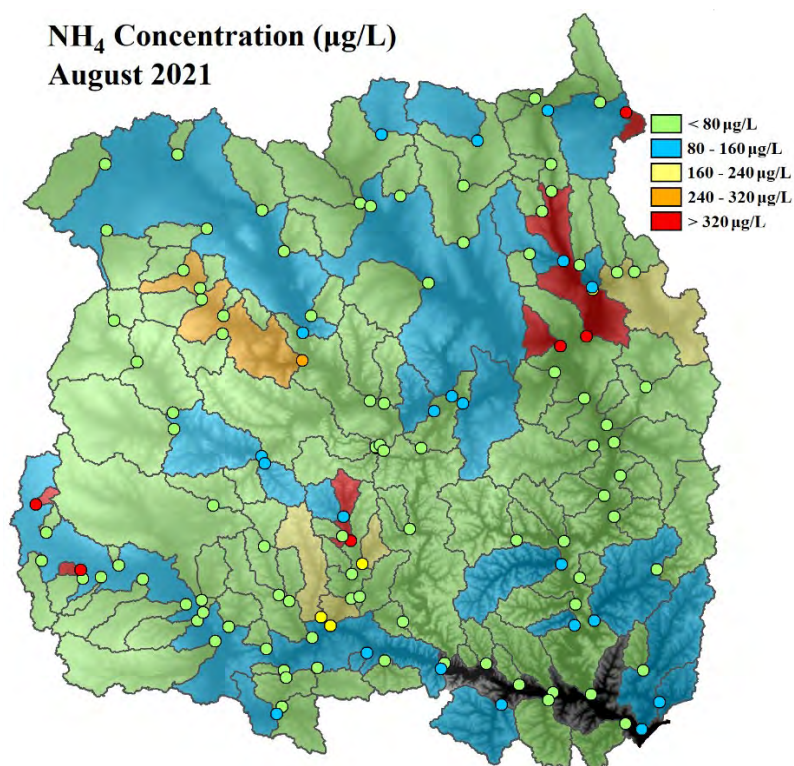 NH₄ Concentration (µg/L)
August 2021
< 80 µg/L
80 - 160 µg/L
160 - 240 µg/L
240 - 320 µg/L
> 320 µg/L